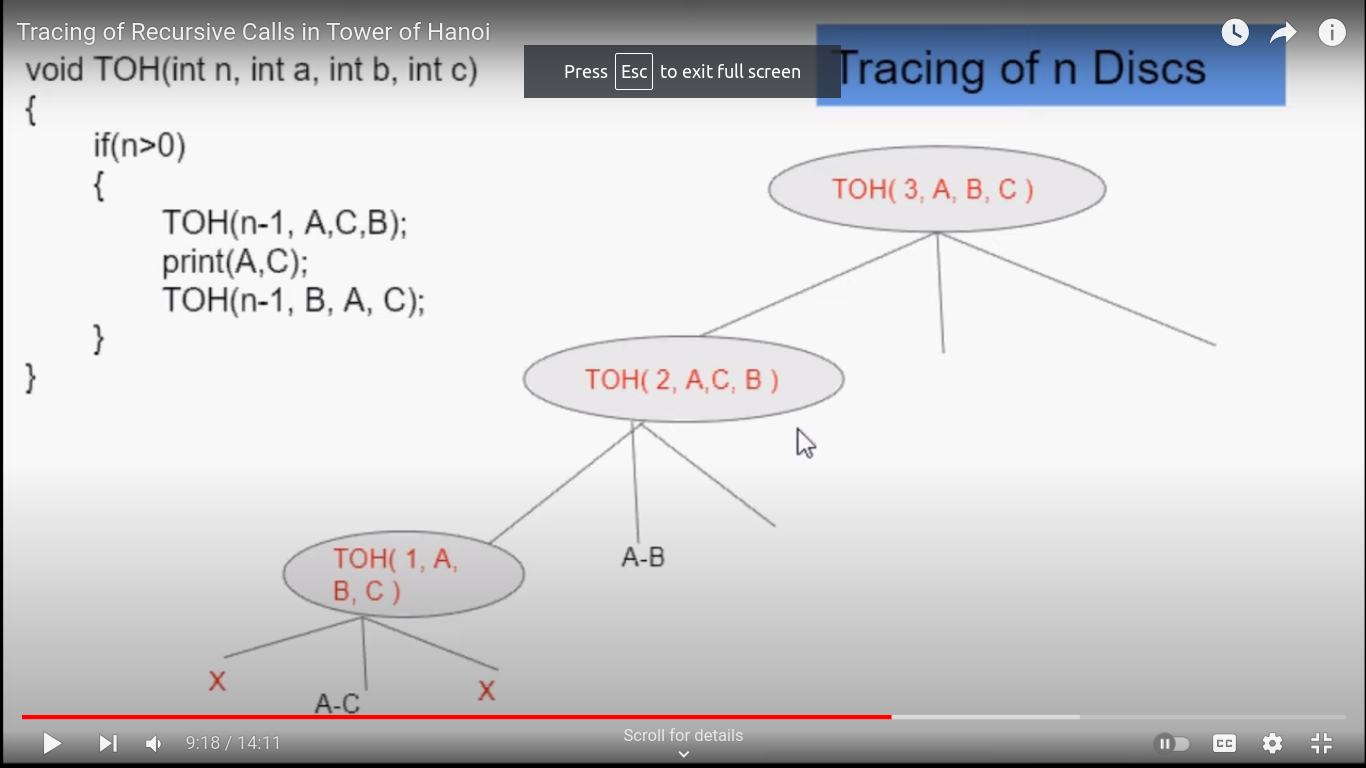 Tracing of Recursive Calls in Tower of Hanoi
Press Esc to exit full screen
Tracing of n Discs
void TOH(int n, int a, int b, int c)
{
if(n>0)
{
TOH(n-1, A,C,B);
print(A,C);
TOH(n-1, B, A, C);
}
}
TOH( 3, A, B, C )
TOH( 2, A,C, B )
A-B
TOH( 1, A,
B, C )
X
A-C
X
9:18 / 14:11
Scroll for details
CC